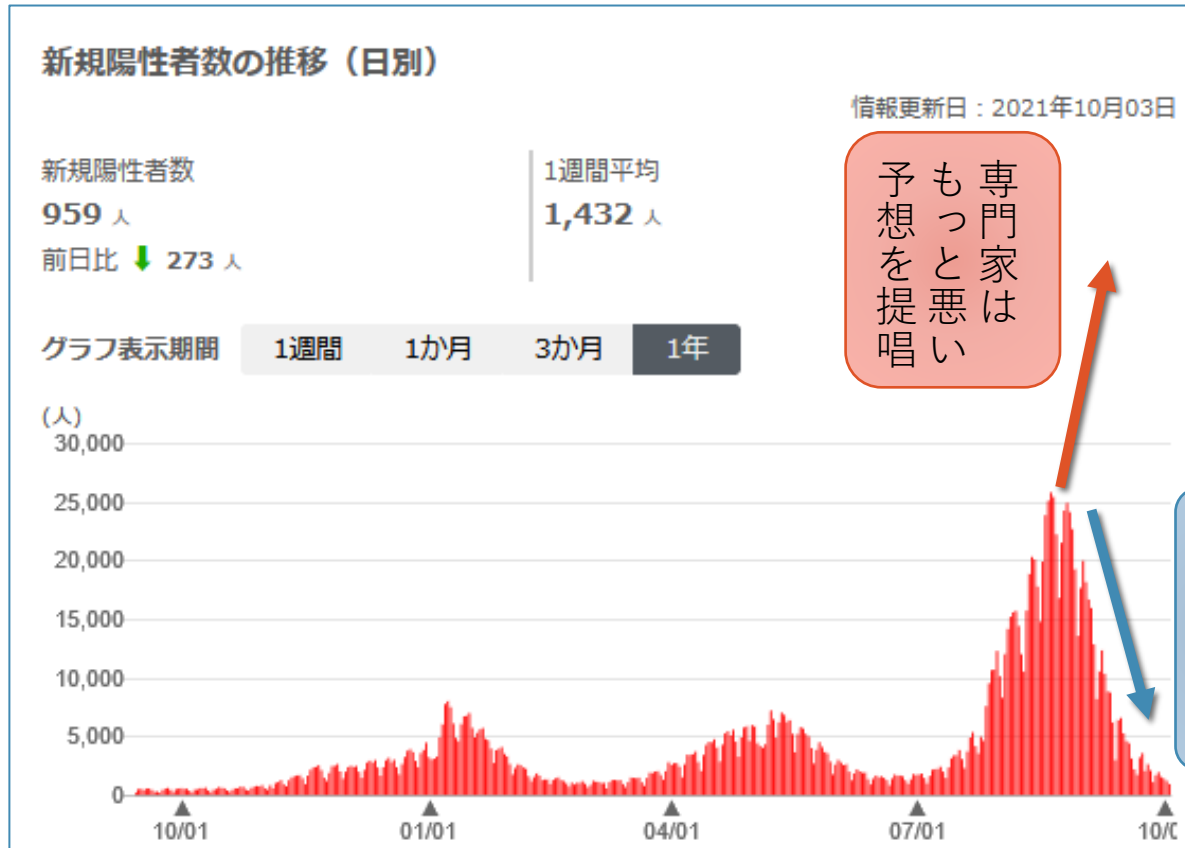 新規陽性者数の推移（日別）
情報更新日：2021年10月03日
新規陽性者数
959 人
前日比 ⬇ 273 人
1週間平均
1,432 人
専門家は
もっと悪い
予想を提唱
グラフ表示期間 1週間 1か月 3か月 1年
(人)
30,000
25,000
20,000
15,000
10,000
5,000
0
10/01 01/01 04/01 07/01 10/0